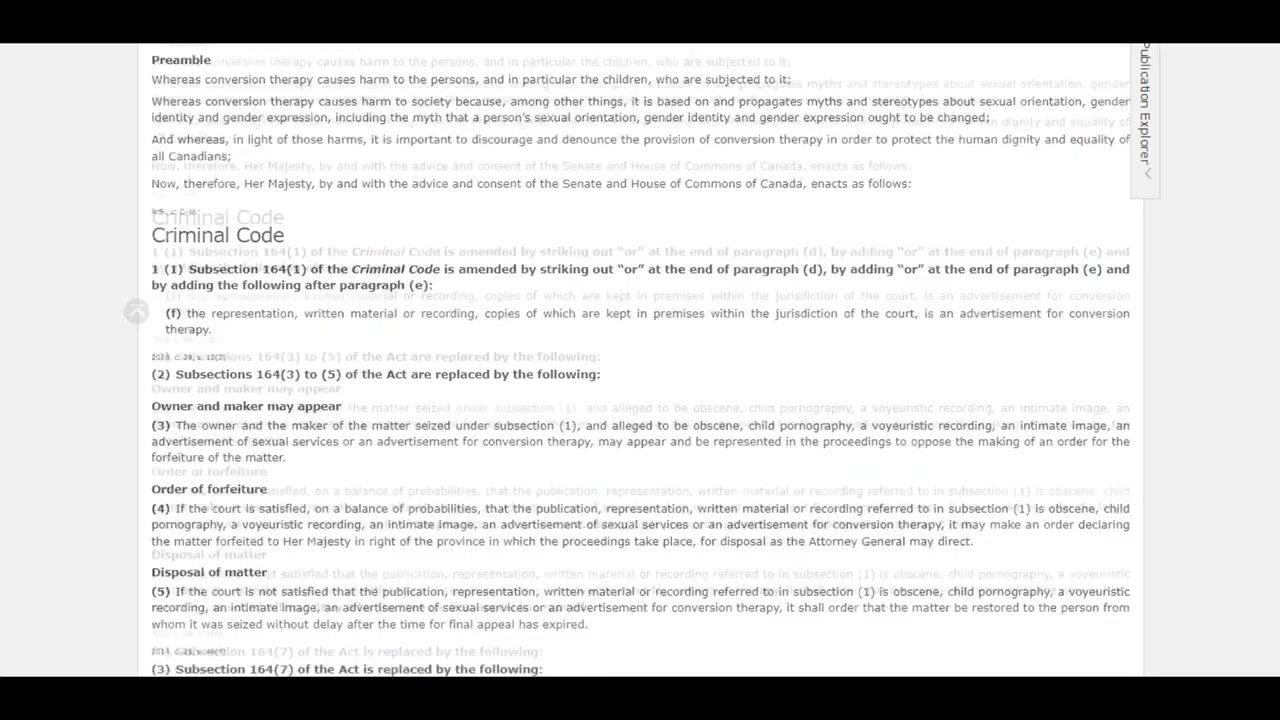 Preamble
Whereas conversion therapy causes harm to the persons, and in particular the children, who are subjected to it;
Whereas conversion therapy causes harm to society because, among other things, it is based on and propagates myths and stereotypes about sexual orientation, gender
identity and gender expression, including the myth that a person's sexual orientation, gender identity and gender expression ought to be changed;
And whereas, in light of those harms, it is important to discourage and denounce the provision of conversion therapy in order to protect the human dignity and equality of
all Canadians;
Now, therefore, Her Majesty, by and with the advice and consent of the Senate and House of Commons of Canada, enacts as follows:
Criminal Code
1 (1) Subsection 164(1) of the Criminal Code is amended by striking out “or” at the end of paragraph (d), by adding “or” at the end of paragraph (e) and
by adding the following after paragraph (e):
(f) the representation, written material or recording, copies of which are kept in premises within the jurisdiction of the court, is an advertisement for conversion
therapy.
(2) Subsections 164(3) to (5) of the Act are replaced by the following:
Owner and maker may appear
(3) The owner and the maker of the matter seized under subsection (1), and alleged to be obscene, child pornography, a voyeuristic recording, an intimate image, an
advertisement of sexual services or an advertisement for conversion therapy, may appear and be represented in the proceedings to oppose the making of an order for the
forfeiture of the matter.
Order of forfeiture
(4) If the court is satisfied, on a balance of probabilities, that the publication, representation, written material or recording referred to in subsection (1) is obscene, child
pornography, a voyeuristic recording, an intimate image, an advertisement of sexual services or an advertisement for conversion therapy, it may make an order declaring
the matter forfeited to Her Majesty in right of the province in which the proceedings take place, for disposal as the Attorney General may direct.
Disposal of matter
(5) If the court is not satisfied that the publication, representation, written material or recording referred to in subsection (1) is obscene, child pornography, a voyeuristic
recording, an intimate image, an advertisement of sexual services or an advertisement for conversion therapy, it shall order that the matter be restored to the person from
whom it was seized without delay after the time for final appeal has expired.
(3) Subsection 164(7) of the Act is replaced by the following:
Publication Explorer